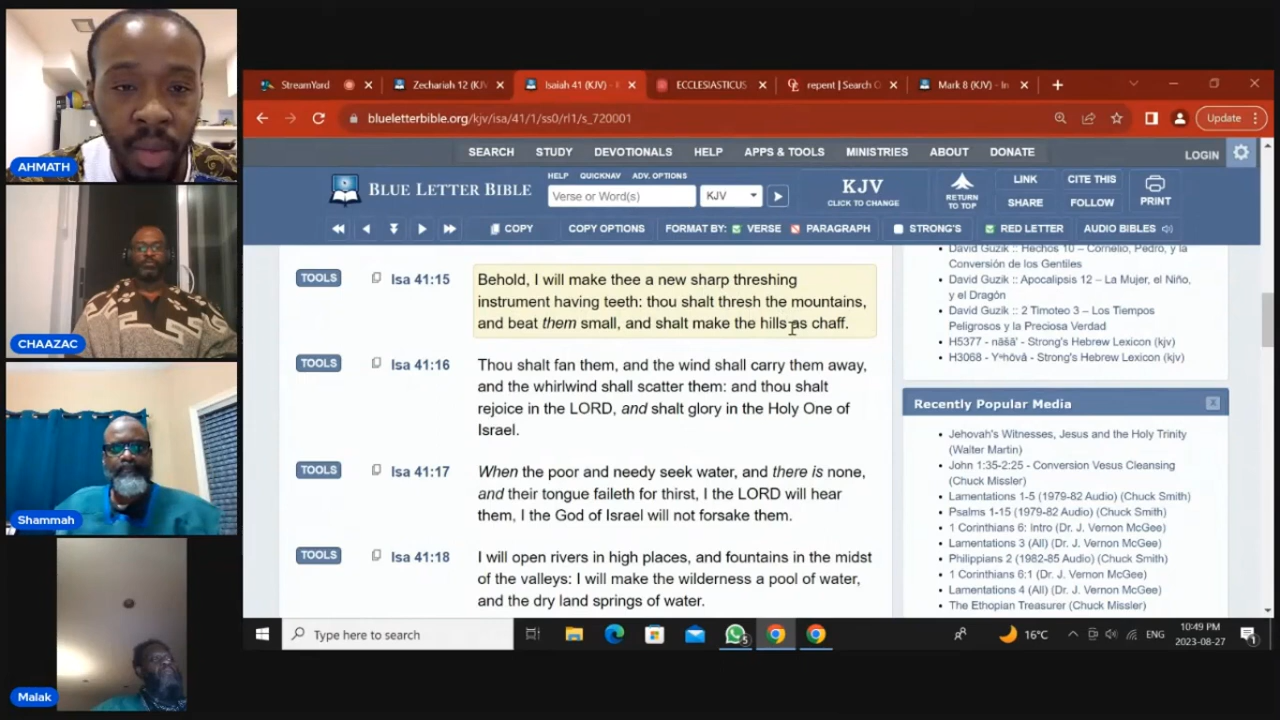 AHMATH
CHAAZAC
Shammah
Malak
StreamYard
Zechariah 12 (KJV
Isaiah 41 (KJV) -
ECCLESIASTICUS
repent | Search O
Mark 8 (KJV) - In
Update
blueletterbible.org/kjv/isa/41/1/ss0/rl1/s_720001
SEARCH STUDY DEVOTIONALS HELP APPS & TOOLS MINISTRIES ABOUT DONATE
LOGIN
BLUE LETTER BIBLE
HELP QUICKNAV ADV. OPTIONS
Verse or Word(s)
KJV
KJV
CLICK TO CHANGE
RETURN
TO TOP
LINK
SHARE
CITE THIS
FOLLOW
PRINT
COPY COPY OPTIONS FORMAT BY: VERSE PARAGRAPH STRONG'S RED LETTER AUDIO BIBLES
TOOLS Isa 41:15 Behold, I will make thee a new sharp threshing
instrument having teeth: thou shalt thresh the mountains,
and beat them small, and shalt make the hills as chaff.
TOOLS Isa 41:16 Thou shalt fan them, and the wind shall carry them away,
and the whirlwind shall scatter them: and thou shalt
rejoice in the LORD, and shalt glory in the Holy One of
Israel.
TOOLS Isa 41:17 When the poor and needy seek water, and there is none,
and their tongue faileth for thirst, I the LORD will hear
them, I the God of Israel will not forsake them.
TOOLS Isa 41:18 I will open rivers in high places, and fountains in the midst
of the valleys: I will make the wilderness a pool of water,
and the dry land springs of water.
David Guzik :: Hechos 10 – Cornelio, Pedro, y la
Conversión de los Gentiles
David Guzik :: Apocalipsis 12 – La Mujer, el Niño,
y el Dragón
David Guzik :: 2 Timoteo 3 – Los Tiempos
Peligrosos y la Preciosa Verdad
H5377 - nāšā' - Strong's Hebrew Lexicon (kjv)
H3068 - Yᵊhōvâ - Strong's Hebrew Lexicon (kjv)
Recently Popular Media
Jehovah's Witnesses, Jesus and the Holy Trinity
(Walter Martin)
John 1:35-2:25 - Conversion Vesus Cleansing
(Chuck Missler)
Lamentations 1-5 (1979-82 Audio) (Chuck Smith)
Psalms 1-15 (1979-82 Audio) (Chuck Smith)
1 Corinthians 6: Intro (Dr. J. Vernon McGee)
Lamentations 3 (All) (Dr. J. Vernon McGee)
Philippians 2 (1982-85 Audio) (Chuck Smith)
1 Corinthians 6:1 (Dr. J. Vernon McGee)
Lamentations 4 (All) (Dr. J. Vernon McGee)
The Ethopian Treasurer (Chuck Missler)
Type here to search
5
16°C
ENG
10:49 PM
2023-08-27
1